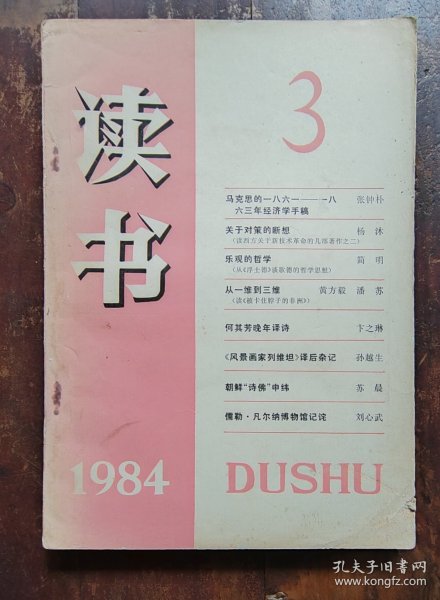 读书
3
马克思的一八六一——一八 张钟朴
六三年经济学手稿
关于对策的断想 杨沐
(读西方关于新技术革命的几部著作之二)
乐观的哲学 简明
(从《浮士德》谈歌德的哲学思想)
从一维到三维 黄方毅 潘苏
(读《被卡住脖子的非洲》)
何其芳晚年译诗 卞之琳
《风景画家列维坦》译后杂记 孙越生
朝鲜“诗佛”申纬 苏晨
儒勒·凡尔纳博物馆记诧 刘心武
1984
DUSHU
孔夫子旧书网
www.kongfz.com